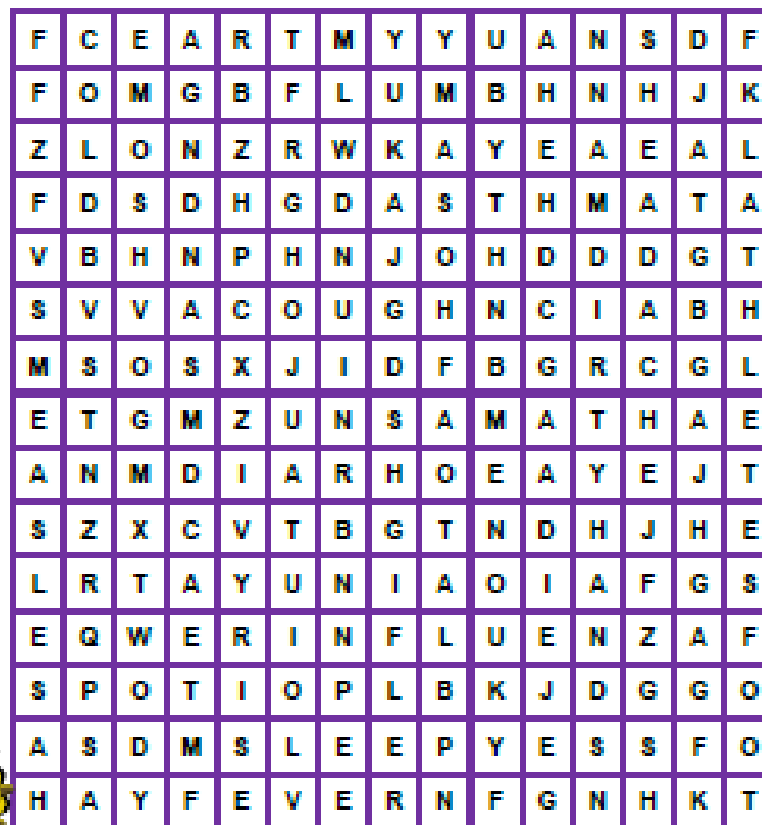 F C E A R T M Y Y U A N S D F
F O M G B F L U M B H N H J K
Z L O N Z R W K A Y E A E A L
F D S D H G D A S T H M A T A
V B H N P H N J O H D D D G T
S V V A C O U G H N C I A B H
M S O S X J I D F B G R C G L
E T G M Z U N S A M A T H A E
A N M D I A R H O E A Y E J T
S Z X C V T B G T N D H J H E
L R T A Y U N I A O I A F G S
E Q W E R I N F L U E N Z A F
S P O T I O P L B K J D G G O
A S D M S L E E P Y E S S F O
H A Y F E V E R N F G N H K T